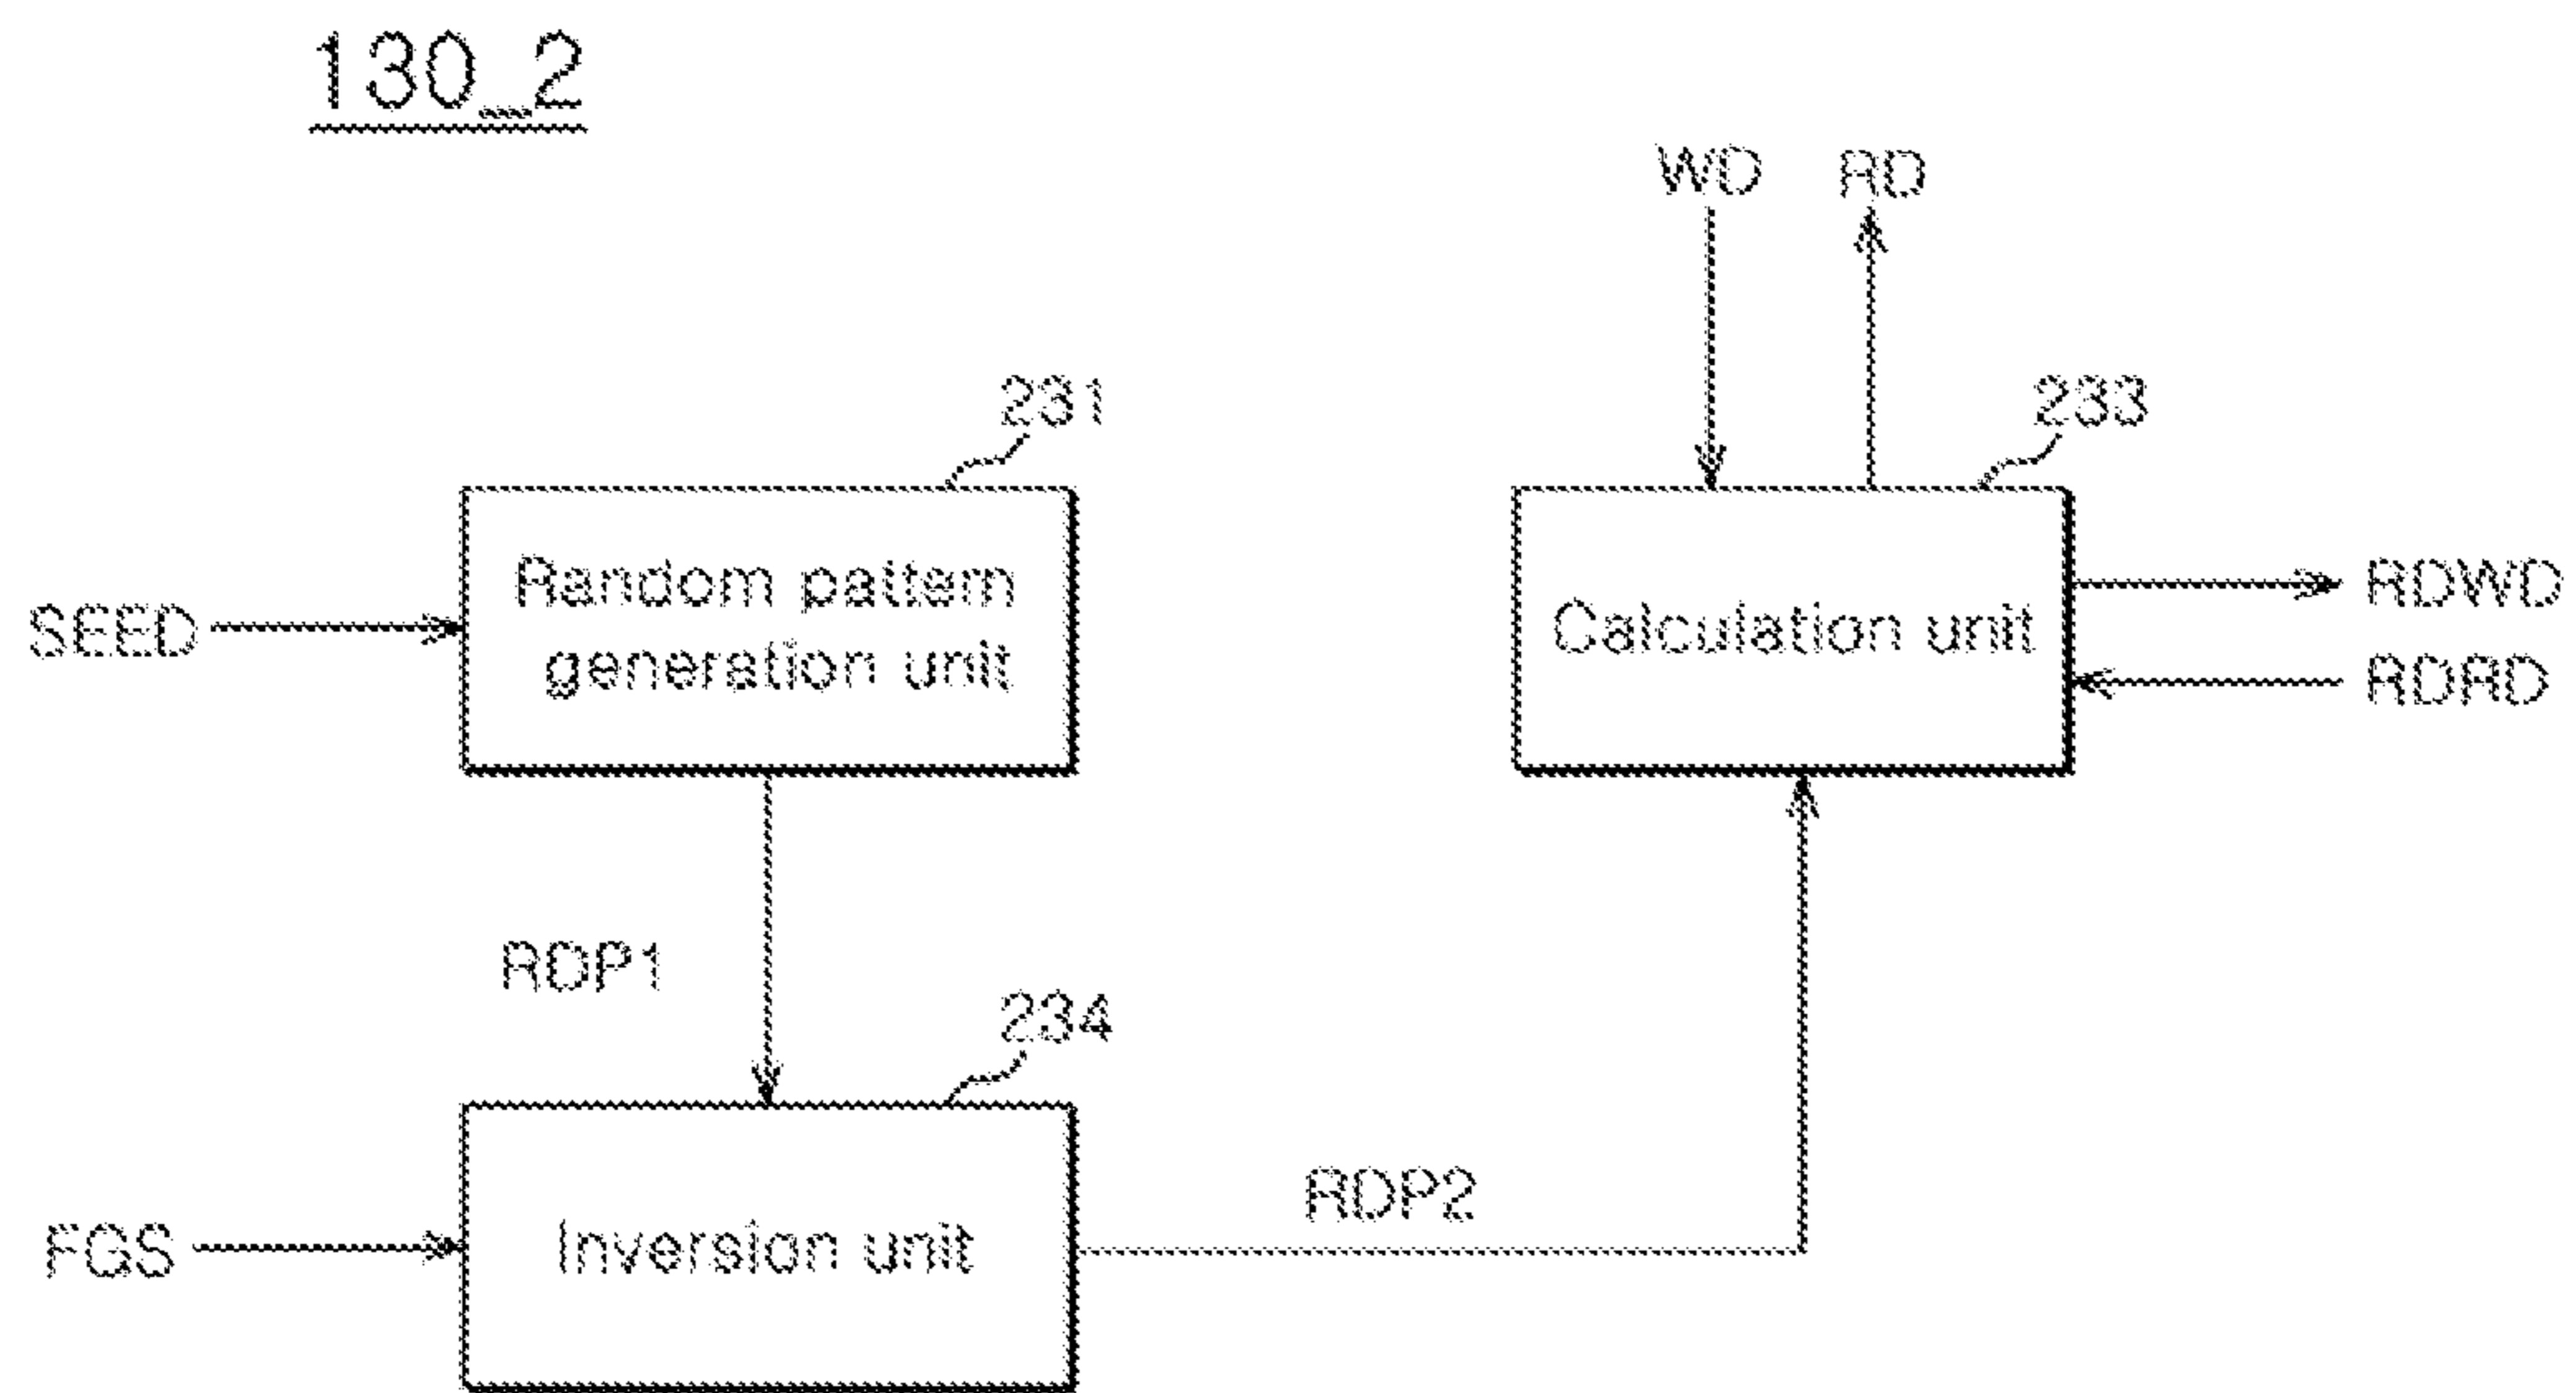 130_2
WD
RD
231
233
Random pattern
generation unit
SEED
Calculation unit
RDWD
RDRD
RDP1
234
RDP2
FGS
Inversion unit